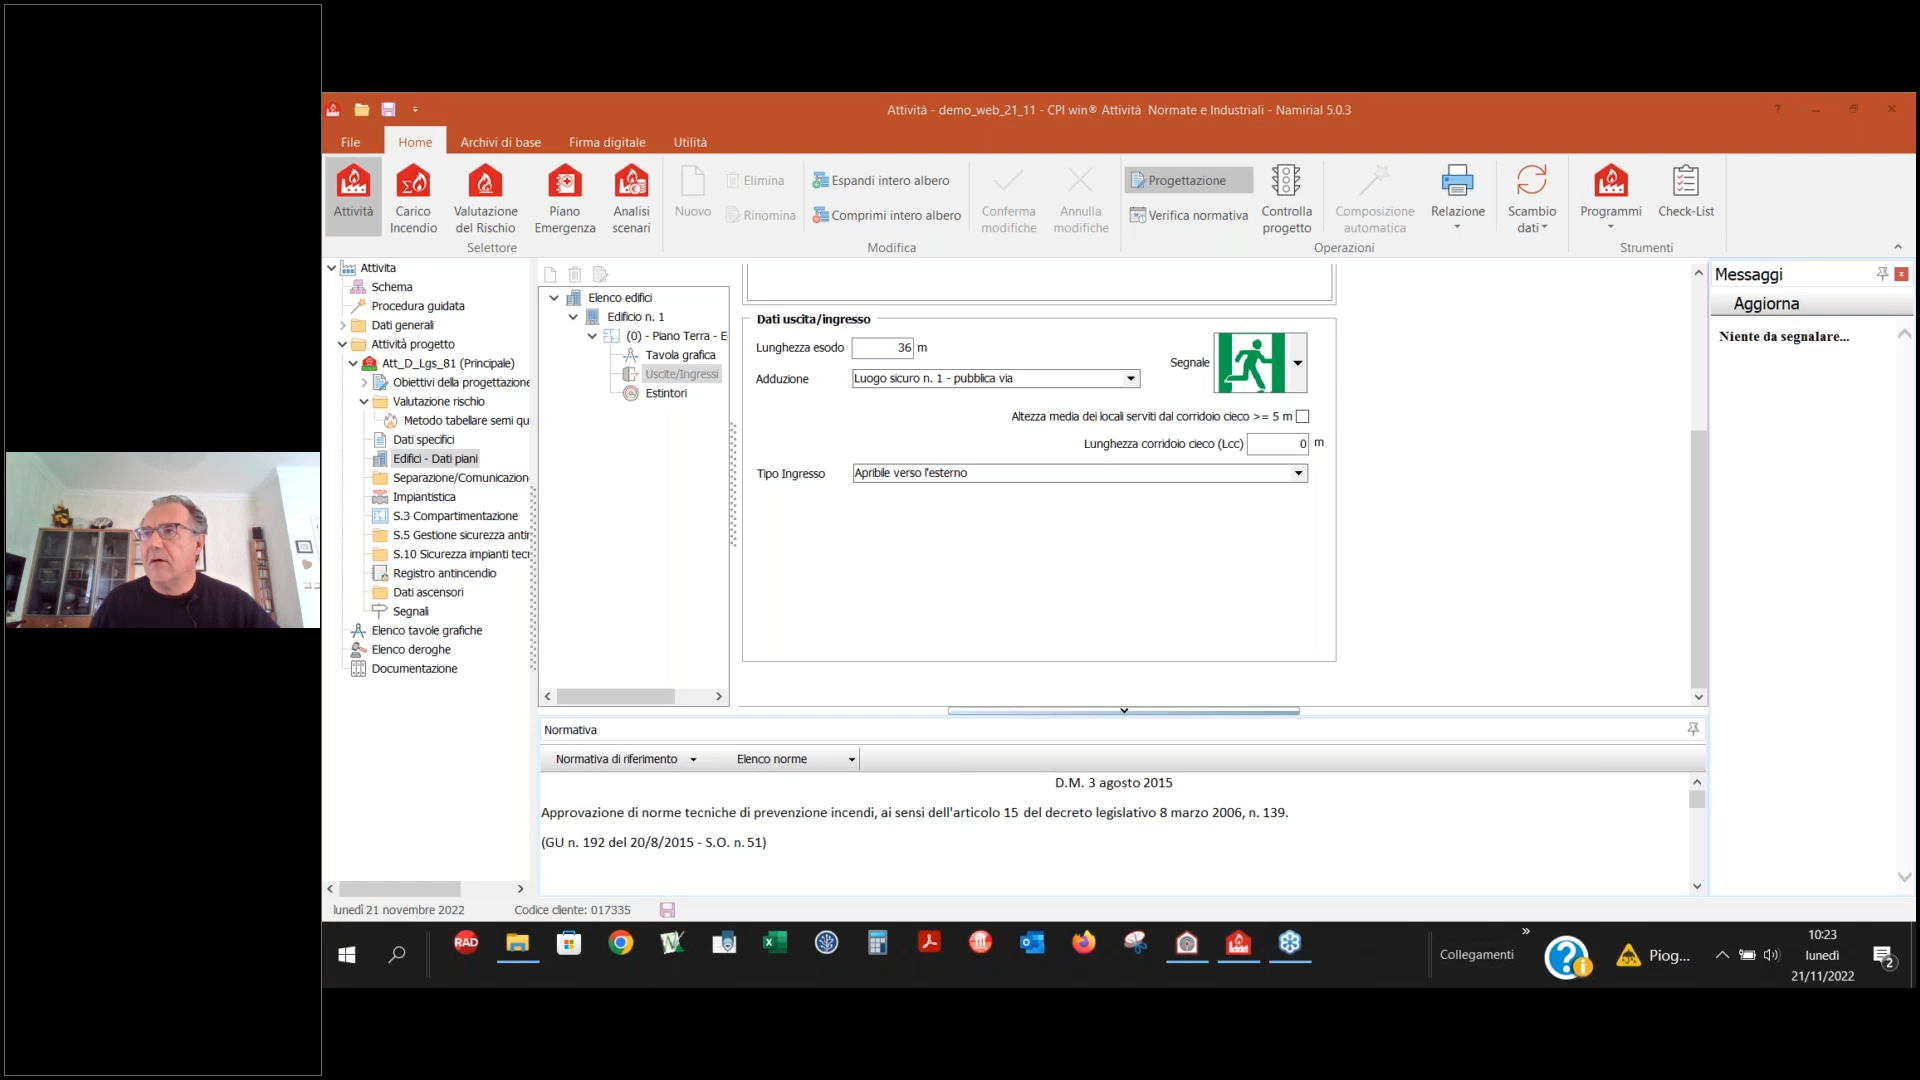 Attività - demo_web_21_11 - CPI win® Attività Normate e Industriali - Namirial 5.0.3
File
Home
Archivi di base
Firma digitale
Utilità
Attività
Carico
Incendio
Valutazione
del Rischio
Piano
Emergenza
Analisi
scenari
Selettore
Nuovo
Elimina
Rinomina
Espandi intero albero
Comprimi intero albero
Conferma
modifiche
Annulla
modifiche
Modifica
Progettazione
Verifica normativa
Controlla
progetto
Composizione
automatica
Relazione
Operazioni
Scambio
dati
Programmi
Check-List
Strumenti
Attivita
Schema
Procedura guidata
Dati generali
Attività progetto
Att_D_Lgs_81 (Principale)
Obiettivi della progettazione
Valutazione rischio
Metodo tabellare semi qu
Dati specifici
Edifici - Dati piani
Separazione/Comunicazion
Impiantistica
S.3 Compartimentazione
S.5 Gestione sicurezza antir
S.10 Sicurezza impianti tecr
Registro antincendio
Dati ascensori
Segnali
Elenco tavole grafiche
Elenco deroghe
Documentazione
Elenco edifici
Edificio n. 1
(0) - Piano Terra - E
Tavola grafica
Uscite/Ingressi
Estintori
Dati uscita/ingresso
Lunghezza esodo 36 m
Segnale
Adduzione Luogo sicuro n. 1 - pubblica via
Altezza media dei locali serviti dal corridoio cieco >= 5 m
Lunghezza corridoio cieco (Lcc) 0 m
Tipo Ingresso Apribile verso l'esterno
Messaggi
Aggiorna
Niente da segnalare...
Normativa
Normativa di riferimento
Elenco norme
D.M. 3 agosto 2015
Approvazione di norme tecniche di prevenzione incendi, ai sensi dell'articolo 15 del decreto legislativo 8 marzo 2006, n. 139.
(GU n. 192 del 20/8/2015 - S.O. n. 51)
lunedì 21 novembre 2022
Codice cliente: 017335
RAD
Collegamenti
»
Piog...
10:23
lunedì
21/11/2022
2